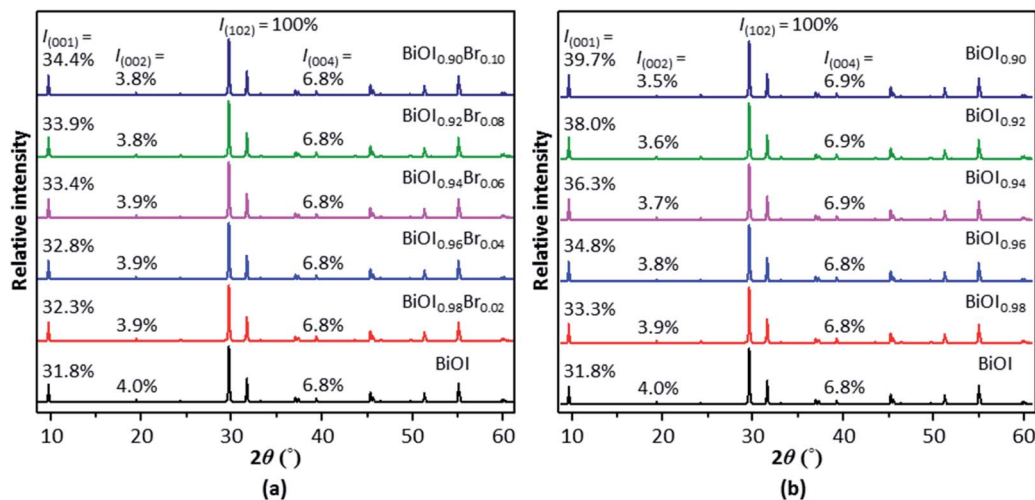 I(102) = 100%
I(001) =
34.4%
I(002) =
3.8%
I(004) =
6.8%
BiOI0.90Br0.10
33.9%
3.8%
6.8%
BiOI0.92Br0.08
33.4%
3.9%
6.8%
BiOI0.94Br0.06
32.8%
3.9%
6.8%
BiOI0.96Br0.04
32.3%
3.9%
6.8%
BiOI0.98Br0.02
31.8%
4.0%
6.8%
BiOI
Relative intensity
10 20 30 40 50 60
2θ (°)
(a)
I(102) = 100%
I(001) =
39.7%
I(002) =
3.5%
I(004) =
6.9%
BiOI0.90
38.0%
3.6%
6.9%
BiOI0.92
36.3%
3.7%
6.9%
BiOI0.94
34.8%
3.8%
6.8%
BiOI0.96
33.3%
3.9%
6.8%
BiOI0.98
31.8%
4.0%
6.8%
BiOI
Relative intensity
10 20 30 40 50 60
2θ (°)
(b)